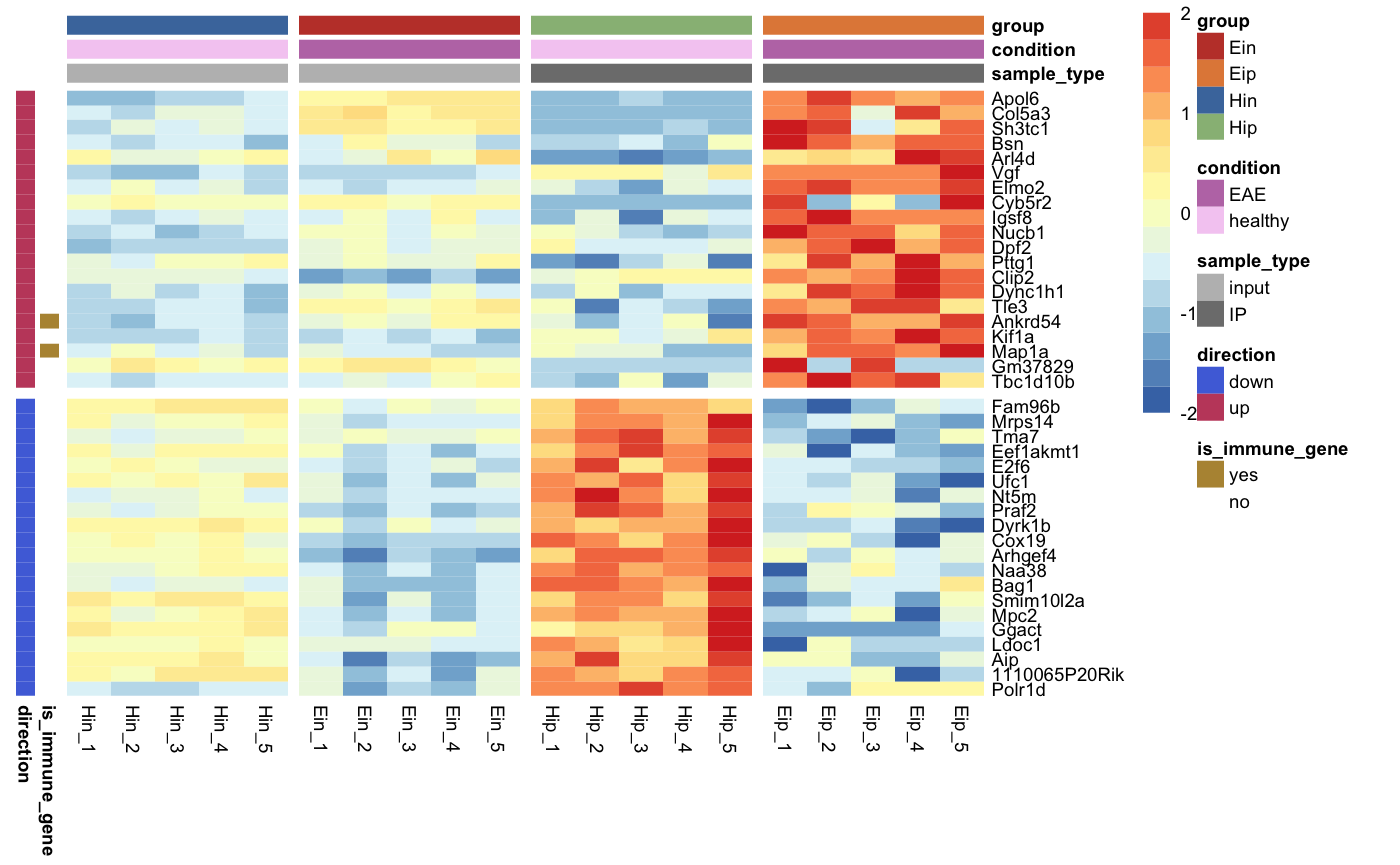 group
condition
sample_type
Apol6
Col5a3
Sh3tc1
Bsn
Arl4d
Vgf
Elmo2
Cyb5r2
Igsf8
Nucb1
Dpf2
Pttg1
Clip2
Dync1h1
Tle3
Ankrd54
Kif1a
Map1a
Gm37829
Tbc1d10b
Fam96b
Mrps14
Tma7
Eef1akmt1
E2f6
Ufc1
Nt5m
Praf2
Dyrk1b
Cox19
Arhgef4
Naa38
Bag1
Smim10l2a
Mpc2
Ggact
Ldoc1
Aip
1110065P20Rik
Polr1d
direction
is_immune_gene
Hin_1
Hin_2
Hin_3
Hin_4
Hin_5
Ein_1
Ein_2
Ein_3
Ein_4
Ein_5
Hip_1
Hip_2
Hip_3
Hip_4
Hip_5
Eip_1
Eip_2
Eip_3
Eip_4
Eip_5
2
1
0
-1
-2
group
Ein
Eip
Hin
Hip
condition
EAE
healthy
sample_type
input
IP
direction
down
up
is_immune_gene
yes
no